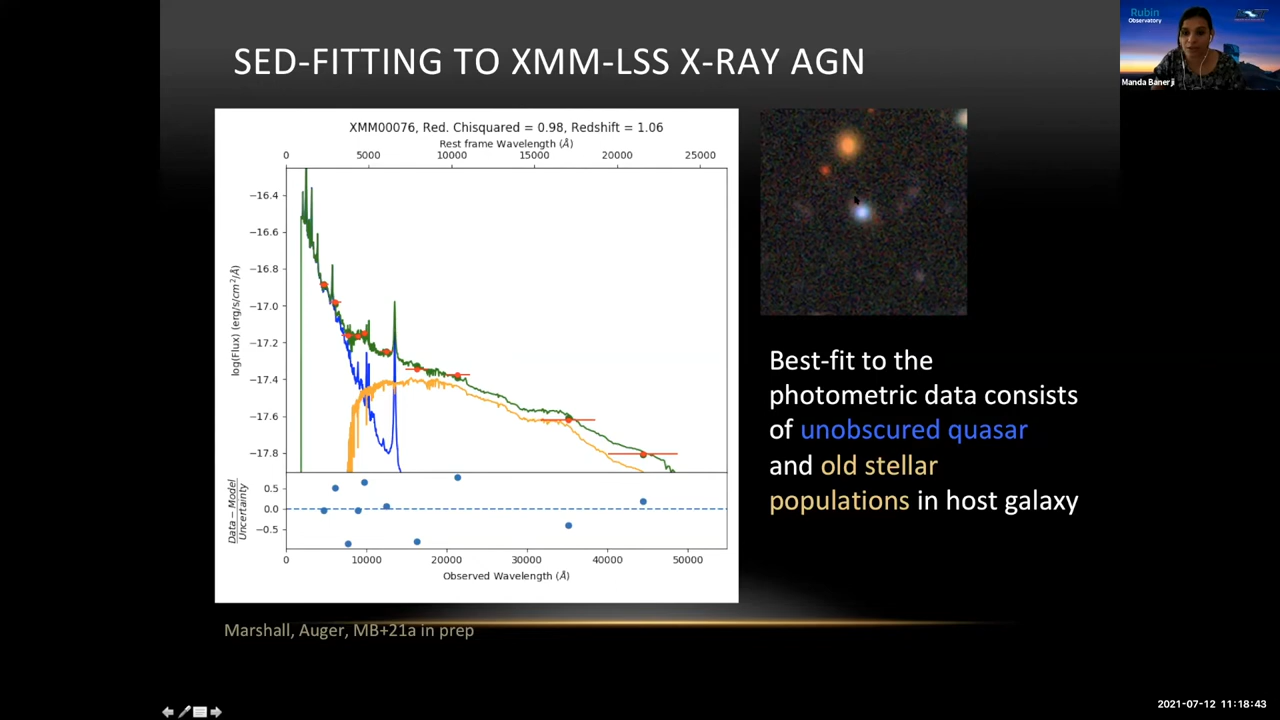 SED-FITTING TO XMM-LSS X-RAY AGN
Rubin
Observatory
Manda Banerji
XMM00076, Red. Chisquared = 0.98, Redshift = 1.06
Rest frame Wavelength (Å)
0 5000 10000 15000 20000 25000
log(Flux) (erg/s/cm²/Å)
−16.4
−16.6
−16.8
−17.0
−17.2
−17.4
−17.6
−17.8
Data − Model
Uncertainty
0.5
0.0
−0.5
0 10000 20000 30000 40000 50000
Observed Wavelength (Å)
Best-fit to the
photometric data consists
of unobscured quasar
and old stellar
populations in host galaxy
Marshall, Auger, MB+21a in prep
2021-07-12 11:18:43